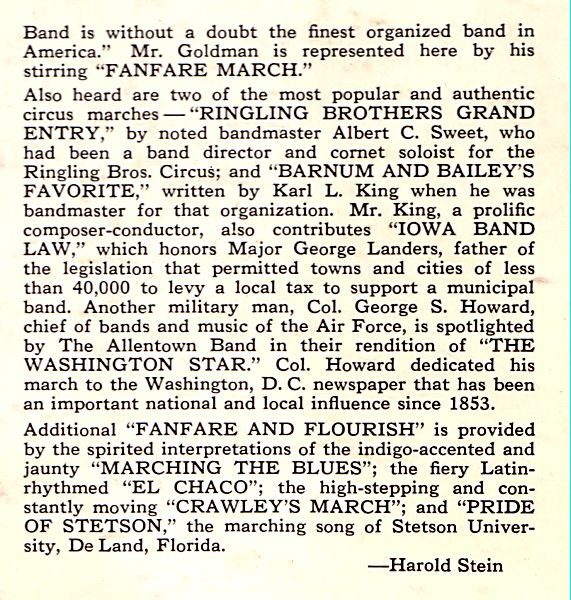 Band is without a doubt the finest organized band in
America.” Mr. Goldman is represented here by his
stirring “FANFARE MARCH.”
Also heard are two of the most popular and authentic
circus marches — “RINGLING BROTHERS GRAND
ENTRY,” by noted bandmaster Albert C. Sweet, who
had been a band director and cornet soloist for the
Ringling Bros. Circus; and “BARNUM AND BAILEY’S
FAVORITE,” written by Karl L. King when he was
bandmaster for that organization. Mr. King, a prolific
composer-conductor, also contributes “IOWA BAND
LAW,” which honors Major George Landers, father of
the legislation that permitted towns and cities of less
than 40,000 to levy a local tax to support a municipal
band. Another military man, Col. George S. Howard,
chief of bands and music of the Air Force, is spotlighted
by The Allentown Band in their rendition of “THE
WASHINGTON STAR.” Col. Howard dedicated his
march to the Washington, D. C. newspaper that has been
an important national and local influence since 1853.
Additional “FANFARE AND FLOURISH” is provided
by the spirited interpretations of the indigo-accented and
jaunty “MARCHING THE BLUES”; the fiery Latin-
rhythmed “EL CHACO”; the high-stepping and con-
stantly moving “CRAWLEY’S MARCH”; and “PRIDE
OF STETSON,” the marching song of Stetson Univer-
sity, De Land, Florida.
—Harold Stein